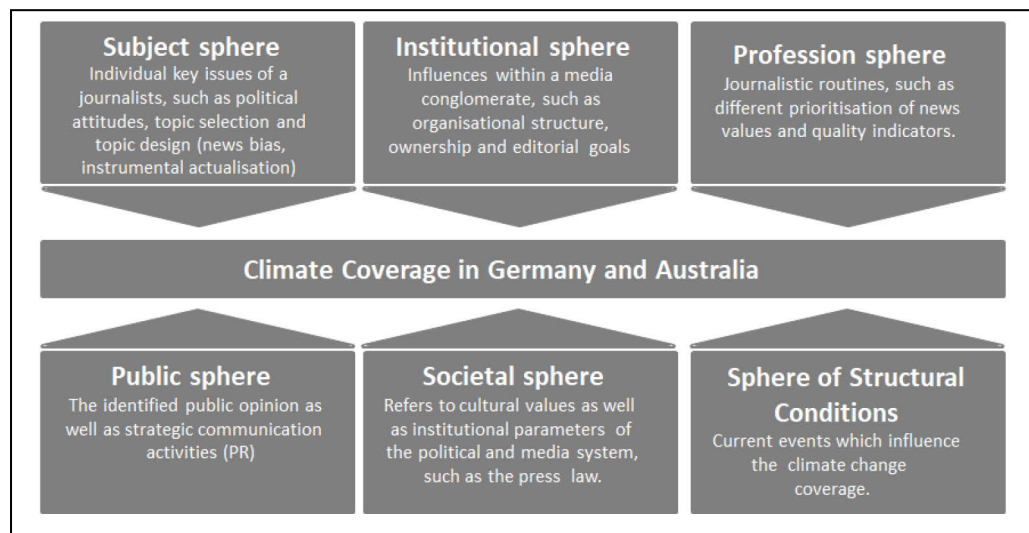 Subject sphere
Individual key issues of a
journalists, such as political
attitudes, topic selection and
topic design (news bias,
instrumental actualisation)
Institutional sphere
Influences within a media
conglomerate, such as
organisational structure,
ownership and editorial goals
Profession sphere
Journalistic routines, such as
different prioritisation of news
values and quality indicators.
Climate Coverage in Germany and Australia
Public sphere
The identified public opinion as
well as strategic communication
activities (PR)
Societal sphere
Refers to cultural values as well
as institutional parameters of
the political and media system,
such as the press law.
Sphere of Structural
Conditions
Current events which influence
the climate change
coverage.